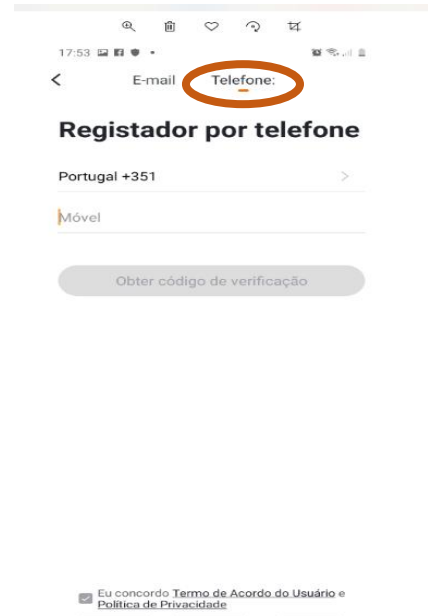 17:53
E-mail Telefone:
Registador por telefone
Portugal +351
Móvel
Obter código de verificação
Eu concordo Termo de Acordo do Usuário e
Política de Privacidade